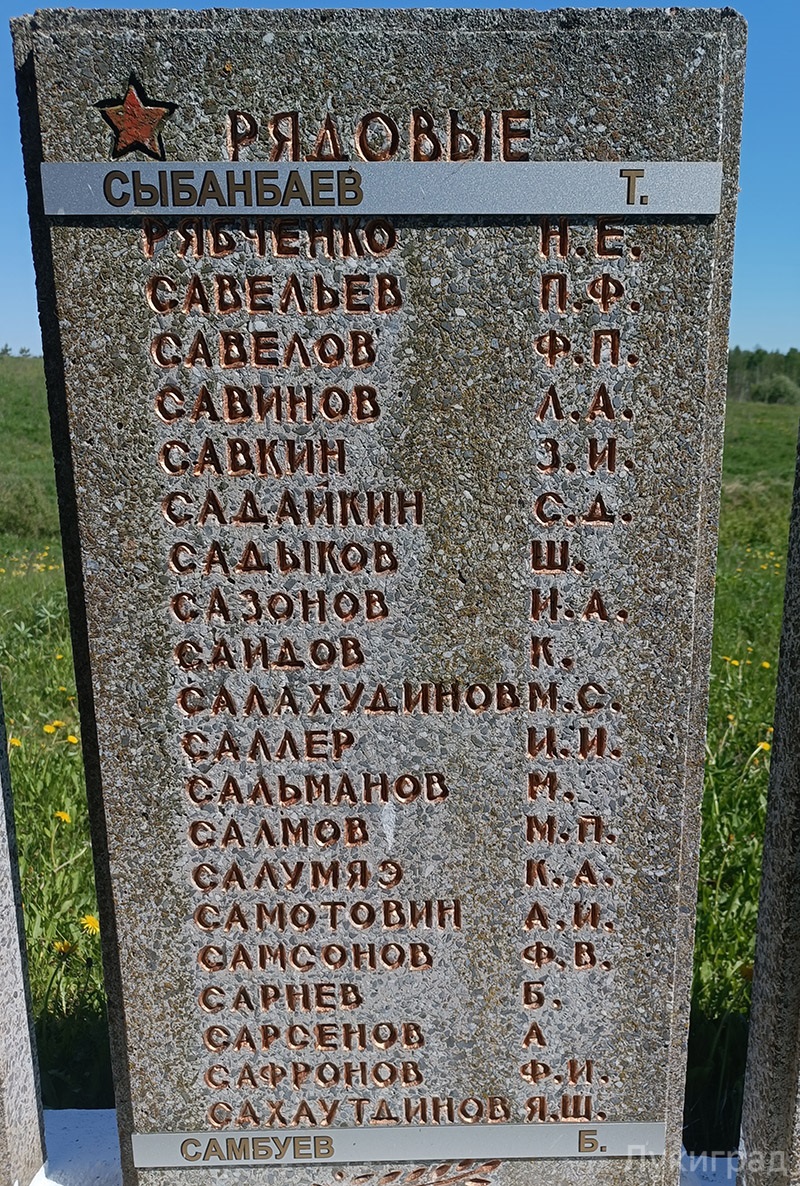 РЯДОВЫЕ
СЫБАНБАЕВ Т.
РЯБЧЕНКО Н.Е.
САВЕЛЬЕВ П.Ф.
САВЕЛОВ Ф.П.
САВИНОВ Л.А.
САВКИН З.И.
САДАЙКИН С.Д.
САДЫКОВ Ш.
САЗОНОВ И.А.
САИДОВ К.
САЛАХУДИНОВ М.С.
САЛЛЕР И.И.
САЛЬМАНОВ М.
САЛМОВ М.П.
САЛУМЯЭ К.А.
САМОТОВИН А.И.
САМСОНОВ Ф.В.
САРНЕВ Б.
САРСЕНОВ А
САФРОНОВ Ф.И.
САХАУТДИНОВ Я.Ш.
САМБУЕВ Б.
Лукиград